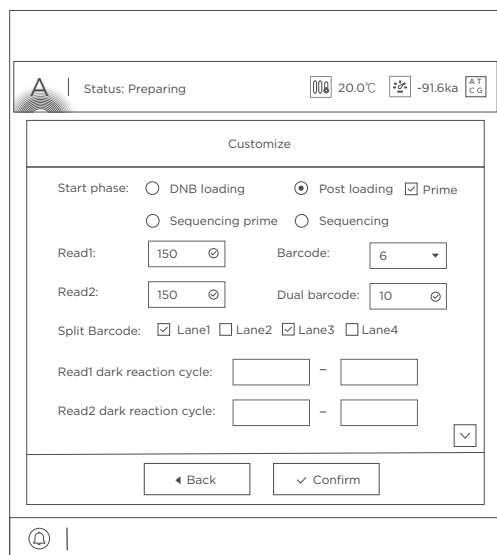 A Status: Preparing 20.0℃ -91.6ka A T C G
Customize
Start phase: DNB loading Post loading Prime
Sequencing prime Sequencing
Read1: 150 Barcode: 6
Read2: 150 Dual barcode: 10
Split Barcode: Lane1 Lane2 Lane3 Lane4
Read1 dark reaction cycle: –
Read2 dark reaction cycle: –
Back Confirm